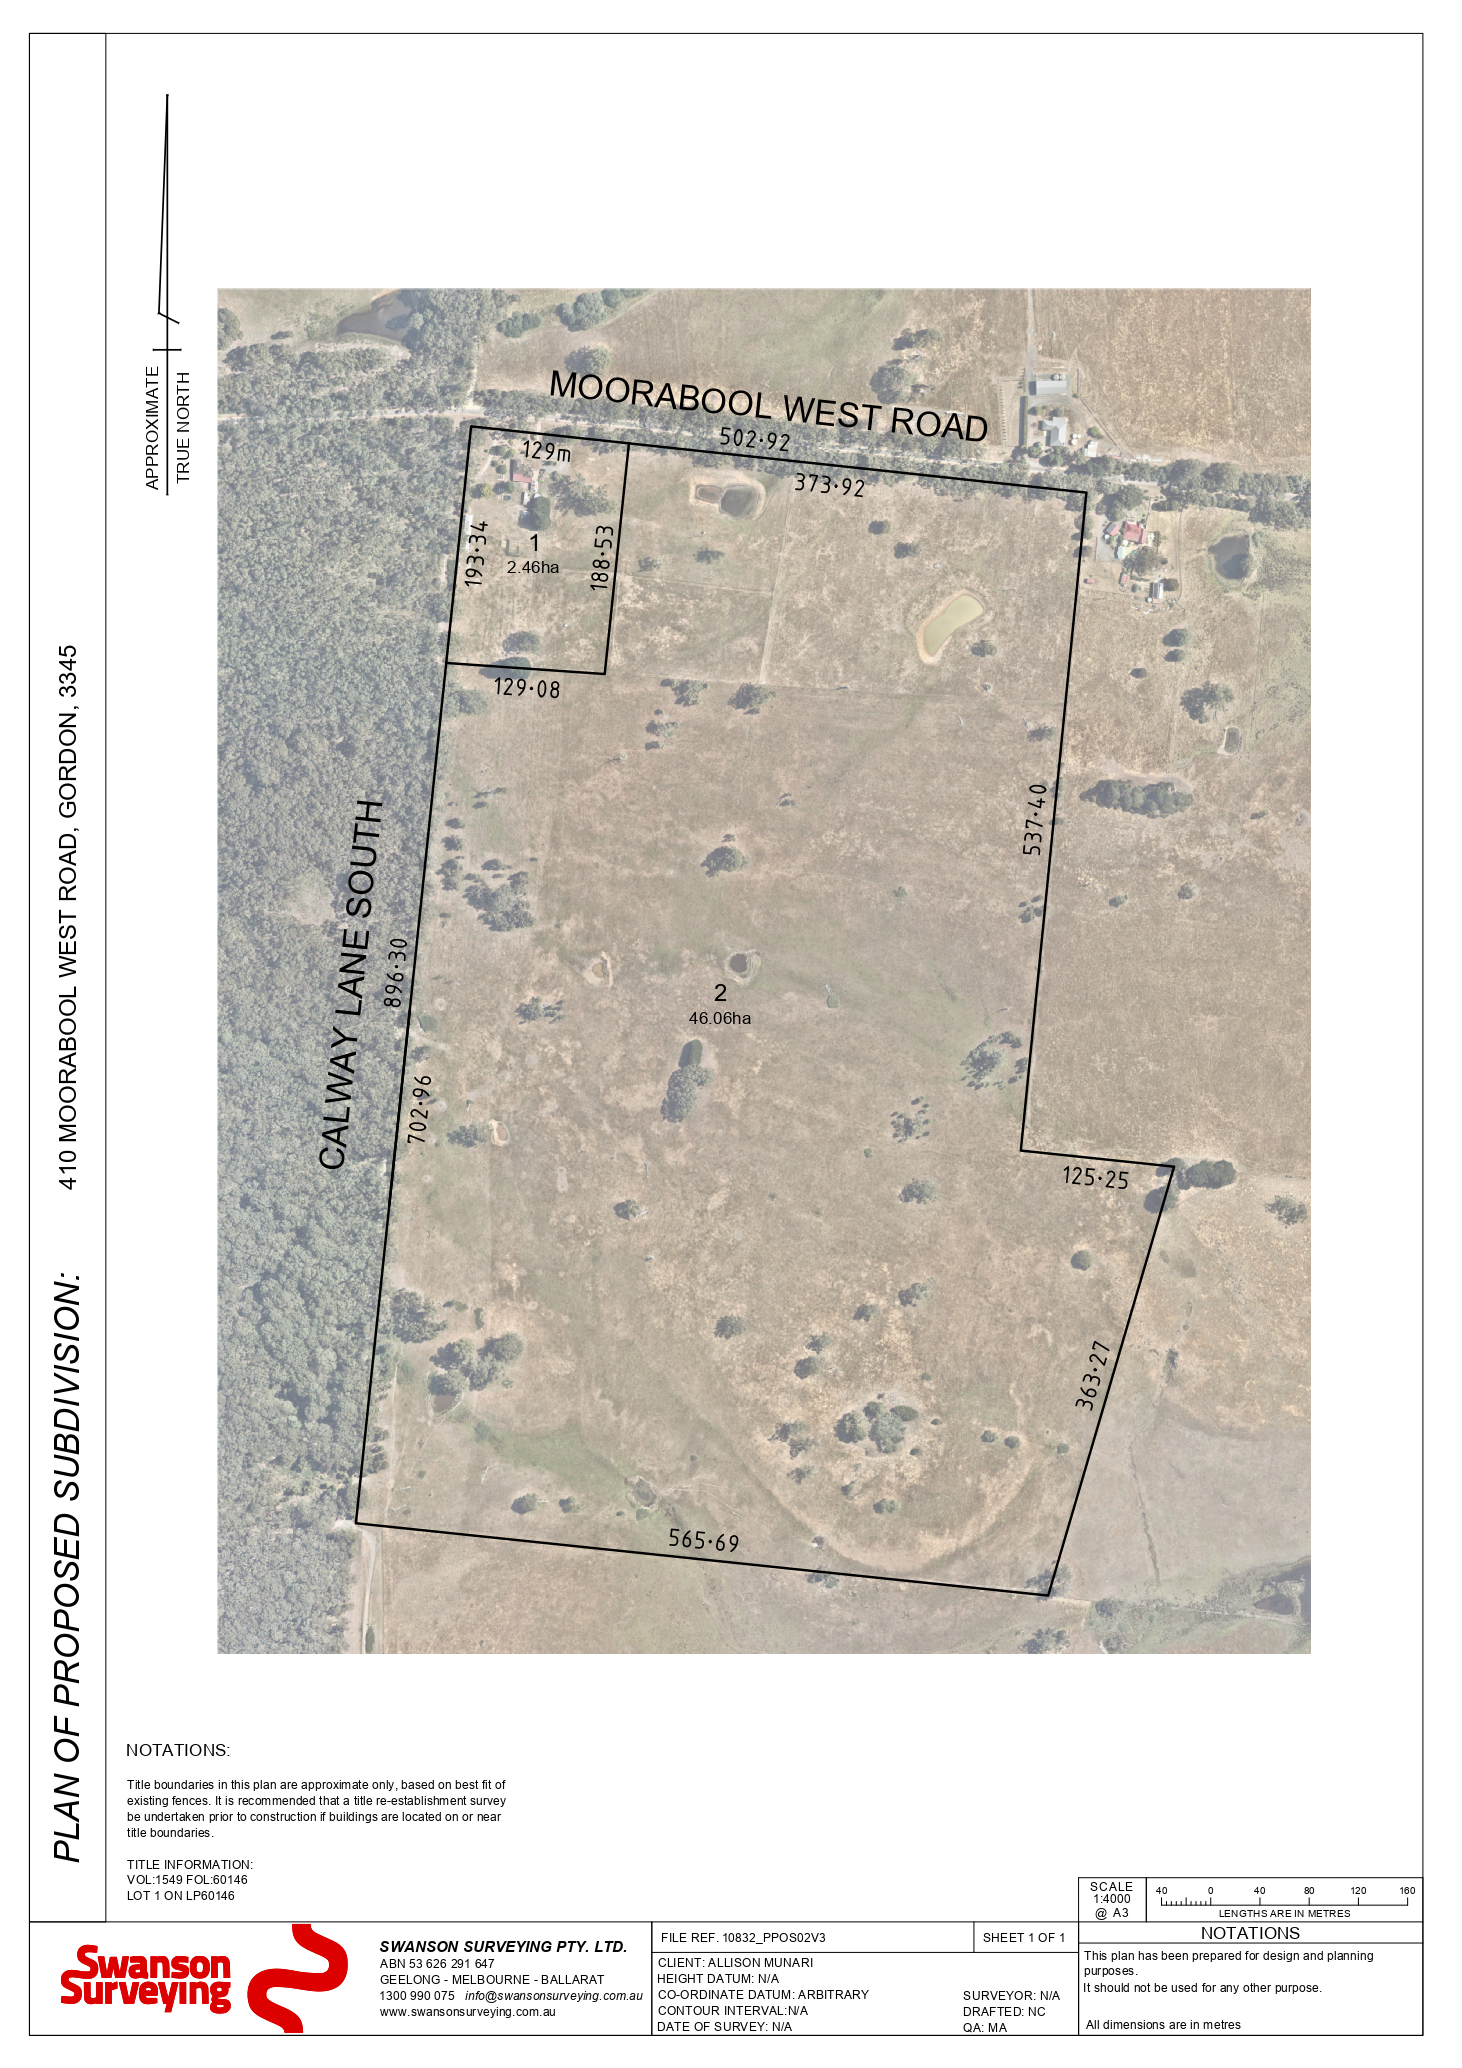 PLAN OF PROPOSED SUBDIVISION: 410 MOORABOOL WEST ROAD, GORDON, 3345
APPROXIMATE
TRUE NORTH
MOORABOOL WEST ROAD
502·92
129m
373·92
193·34
1
2.46ha
188·53
129·08
537·40
CALWAY LANE SOUTH
896·30
2
46.06ha
702·96
125·25
363·27
565·69
NOTATIONS:
Title boundaries in this plan are approximate only, based on best fit of
existing fences. It is recommended that a title re-establishment survey
be undertaken prior to construction if buildings are located on or near
title boundaries.
TITLE INFORMATION:
VOL:1549 FOL:60146
LOT 1 ON LP60146
SCALE
1:4000
@ A3
40 0 40 80 120 160
LENGTHS ARE IN METRES
Swanson
Surveying
SWANSON SURVEYING PTY. LTD.
ABN 53 626 291 647
GEELONG - MELBOURNE - BALLARAT
1300 990 075 info@swansonsurveying.com.au
www.swansonsurveying.com.au
FILE REF. 10832_PPOS02V3
SHEET 1 OF 1
CLIENT: ALLISON MUNARI
HEIGHT DATUM: N/A
CO-ORDINATE DATUM: ARBITRARY
CONTOUR INTERVAL:N/A
DATE OF SURVEY: N/A
SURVEYOR: N/A
DRAFTED: NC
QA: MA
NOTATIONS
This plan has been prepared for design and planning
purposes.
It should not be used for any other purpose.
All dimensions are in metres